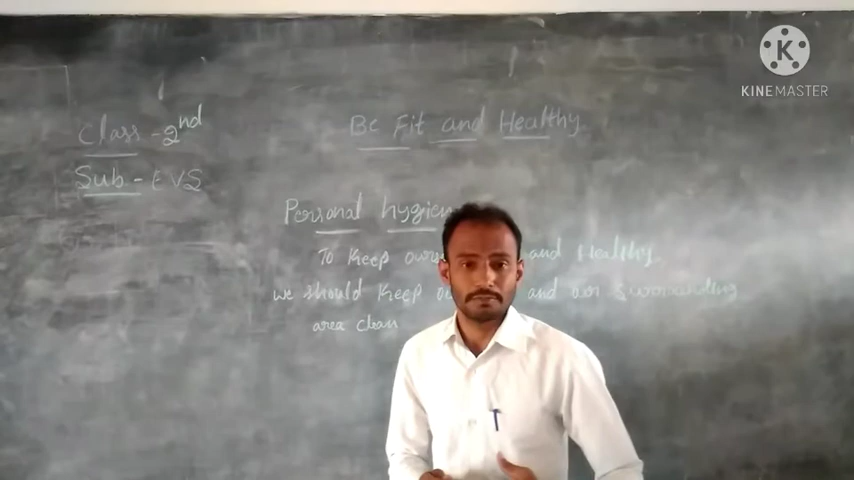 Class - 2nd
Be Fit and Healthy
Sub. - EVS
Personal hygien
To Keep and Healthy.
we should Keep and our surrounding
area clean
KINEMASTER